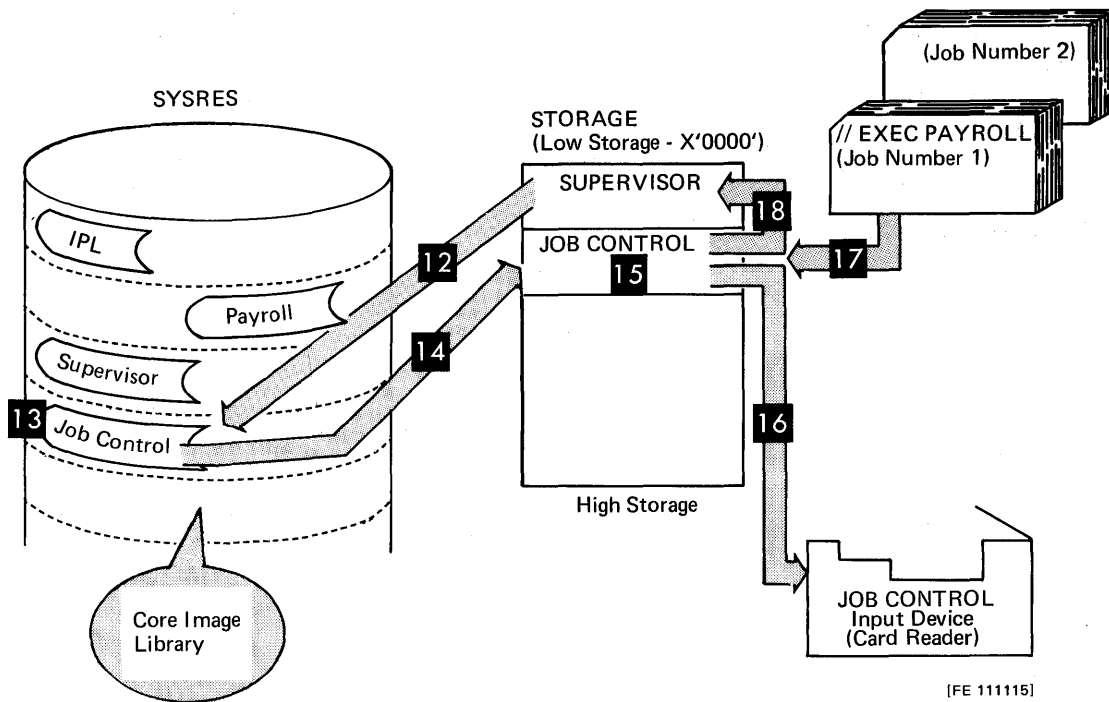 (Job Number 2)
SYSRES
STORAGE
(Low Storage - X'0000')
// EXEC PAYROLL
(Job Number 1)
SUPERVISOR
18
IPL
12
JOB CONTROL
15
17
Payroll
14
Supervisor
13
Job Control
16
High Storage
Core Image
Library
JOB CONTROL
Input Device
(Card Reader)
[FE 111115]